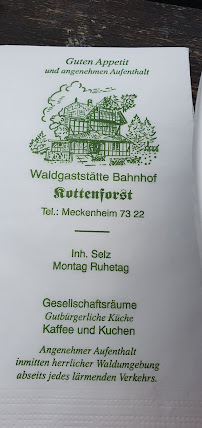 Guten Appetit
und angenehmen Aufenthalt
Waldgaststätte Bahnhof
Kottenforst
Tel.: Meckenheim 73 22
Inh. Selz
Montag Ruhetag
Gesellschaftsräume
Gutbürgerliche Küche
Kaffee und Kuchen
Angenehmer Aufenthalt
inmitten herrlicher Waldumgebung
abseits jedes lärmenden Verkehrs.